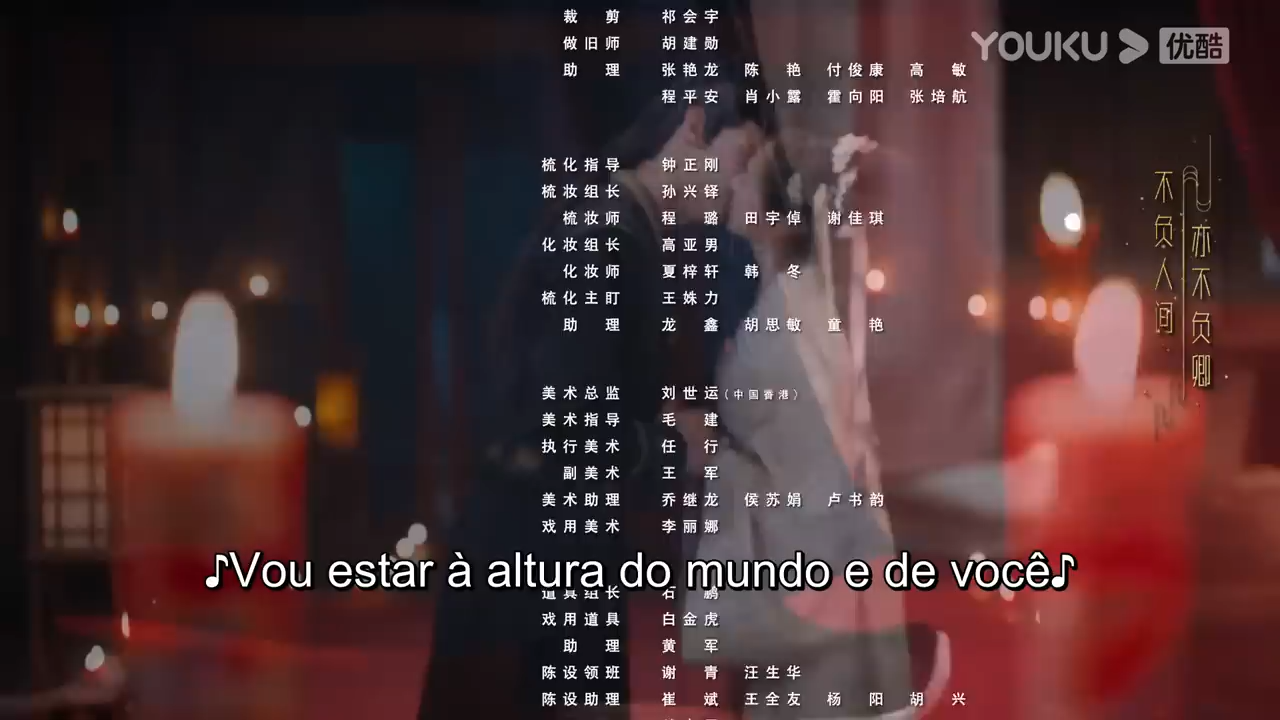 裁 剪 祁会宇
做旧师 胡建勋
助 理 张艳龙 陈 艳 付俊康 高 敏
程平安 肖小露 霍向阳 张培航
YOUKU 优酷
梳化指导 钟正刚
梳妆组长 孙兴铎
梳妆师 程 璐 田宇倬 谢佳琪
化妆组长 高亚男
化妆师 夏梓轩 韩 冬
梳化主盯 王姝力
助 理 龙 鑫 胡思敏 童 艳
不负人间
亦不负卿
美术总监 刘世运(中国香港)
美术指导 毛 建
执行美术 任 行
副美术 王 军
美术助理 乔继龙 侯苏娟 卢书韵
戏用美术 李丽娜
♪Vou estar à altura do mundo e de você♪
道具组长 石 鹏
戏用道具 白金虎
助 理 黄 军
陈设领班 谢 青 汪生华
陈设助理 崔 斌 王全友 杨 阳 胡 兴